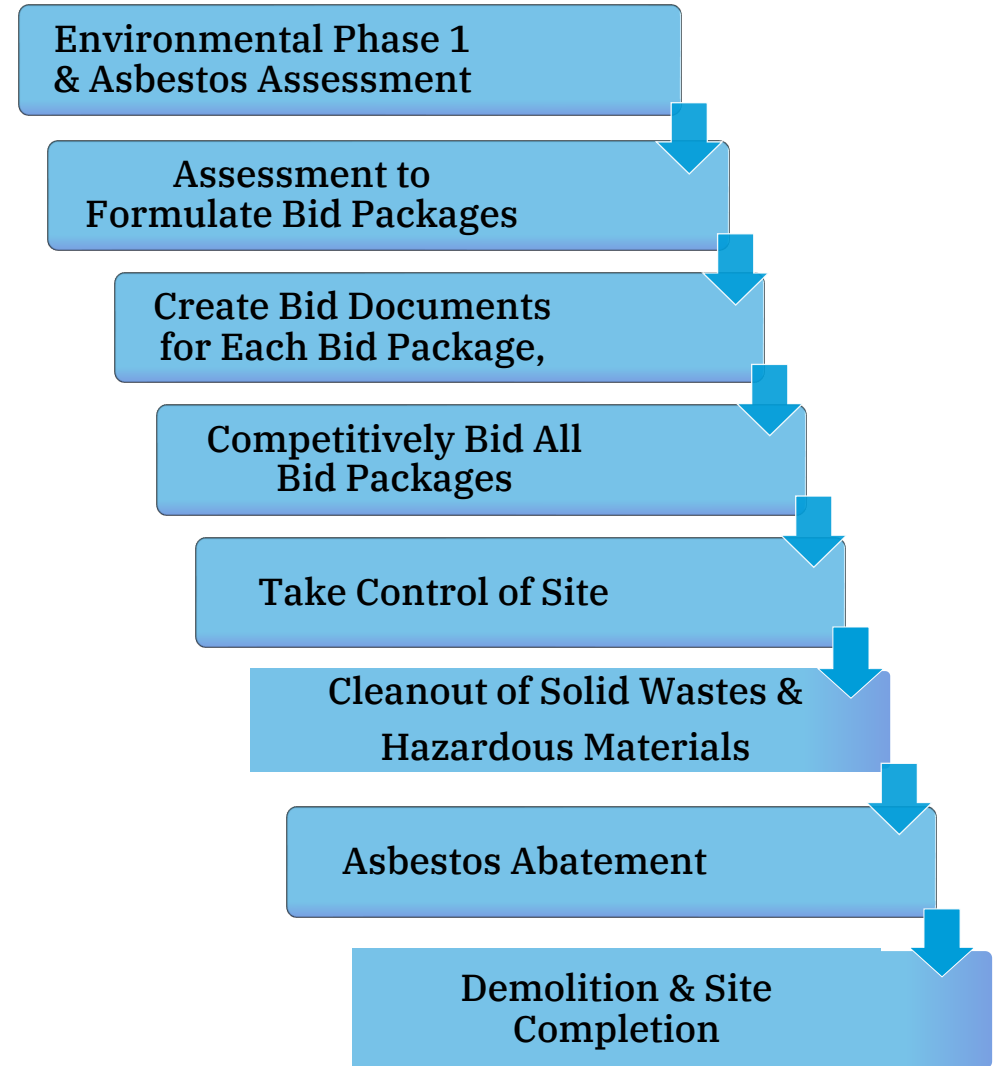 Environmental Phase 1
& Asbestos Assessment
Assessment to
Formulate Bid Packages
Create Bid Documents
for Each Bid Package,
Competitively Bid All
Bid Packages
Take Control of Site
Cleanout of Solid Wastes &
Hazardous Materials
Asbestos Abatement
Demolition & Site
Completion